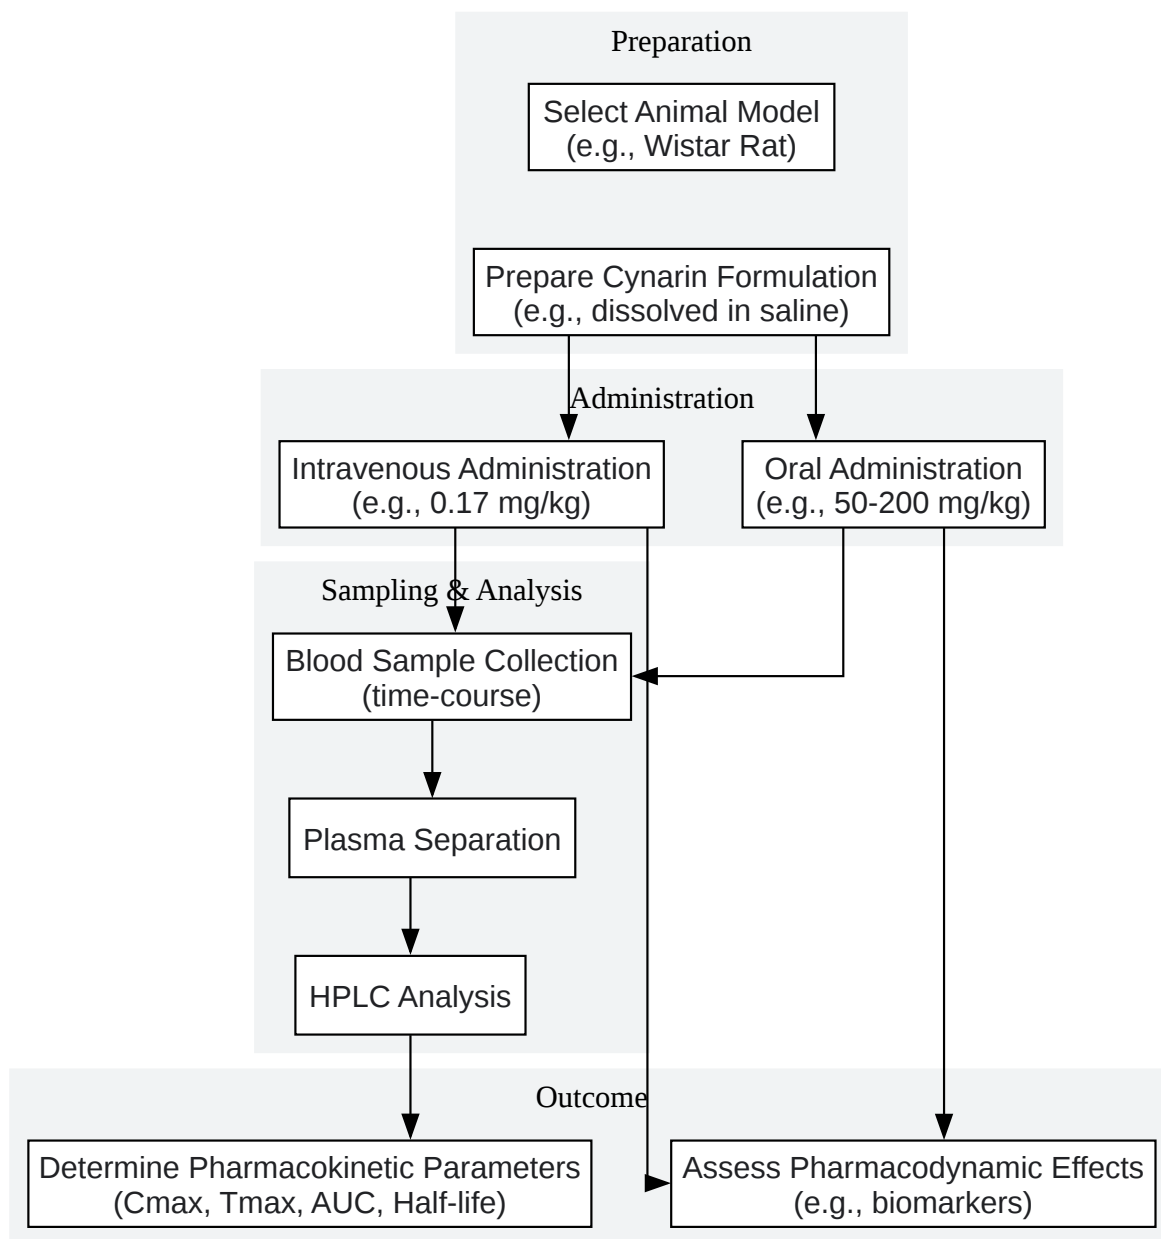 Preparation
Select Animal Model
(e.g., Wistar Rat)
Prepare Cynarin Formulation
(e.g., dissolved in saline)
Administration
Intravenous Administration
(e.g., 0.17 mg/kg)
Oral Administration
(e.g., 50-200 mg/kg)
Sampling & Analysis
Blood Sample Collection
(time-course)
Plasma Separation
HPLC Analysis
Outcome
Determine Pharmacokinetic Parameters
(Cmax, Tmax, AUC, Half-life)
Assess Pharmacodynamic Effects
(e.g., biomarkers)